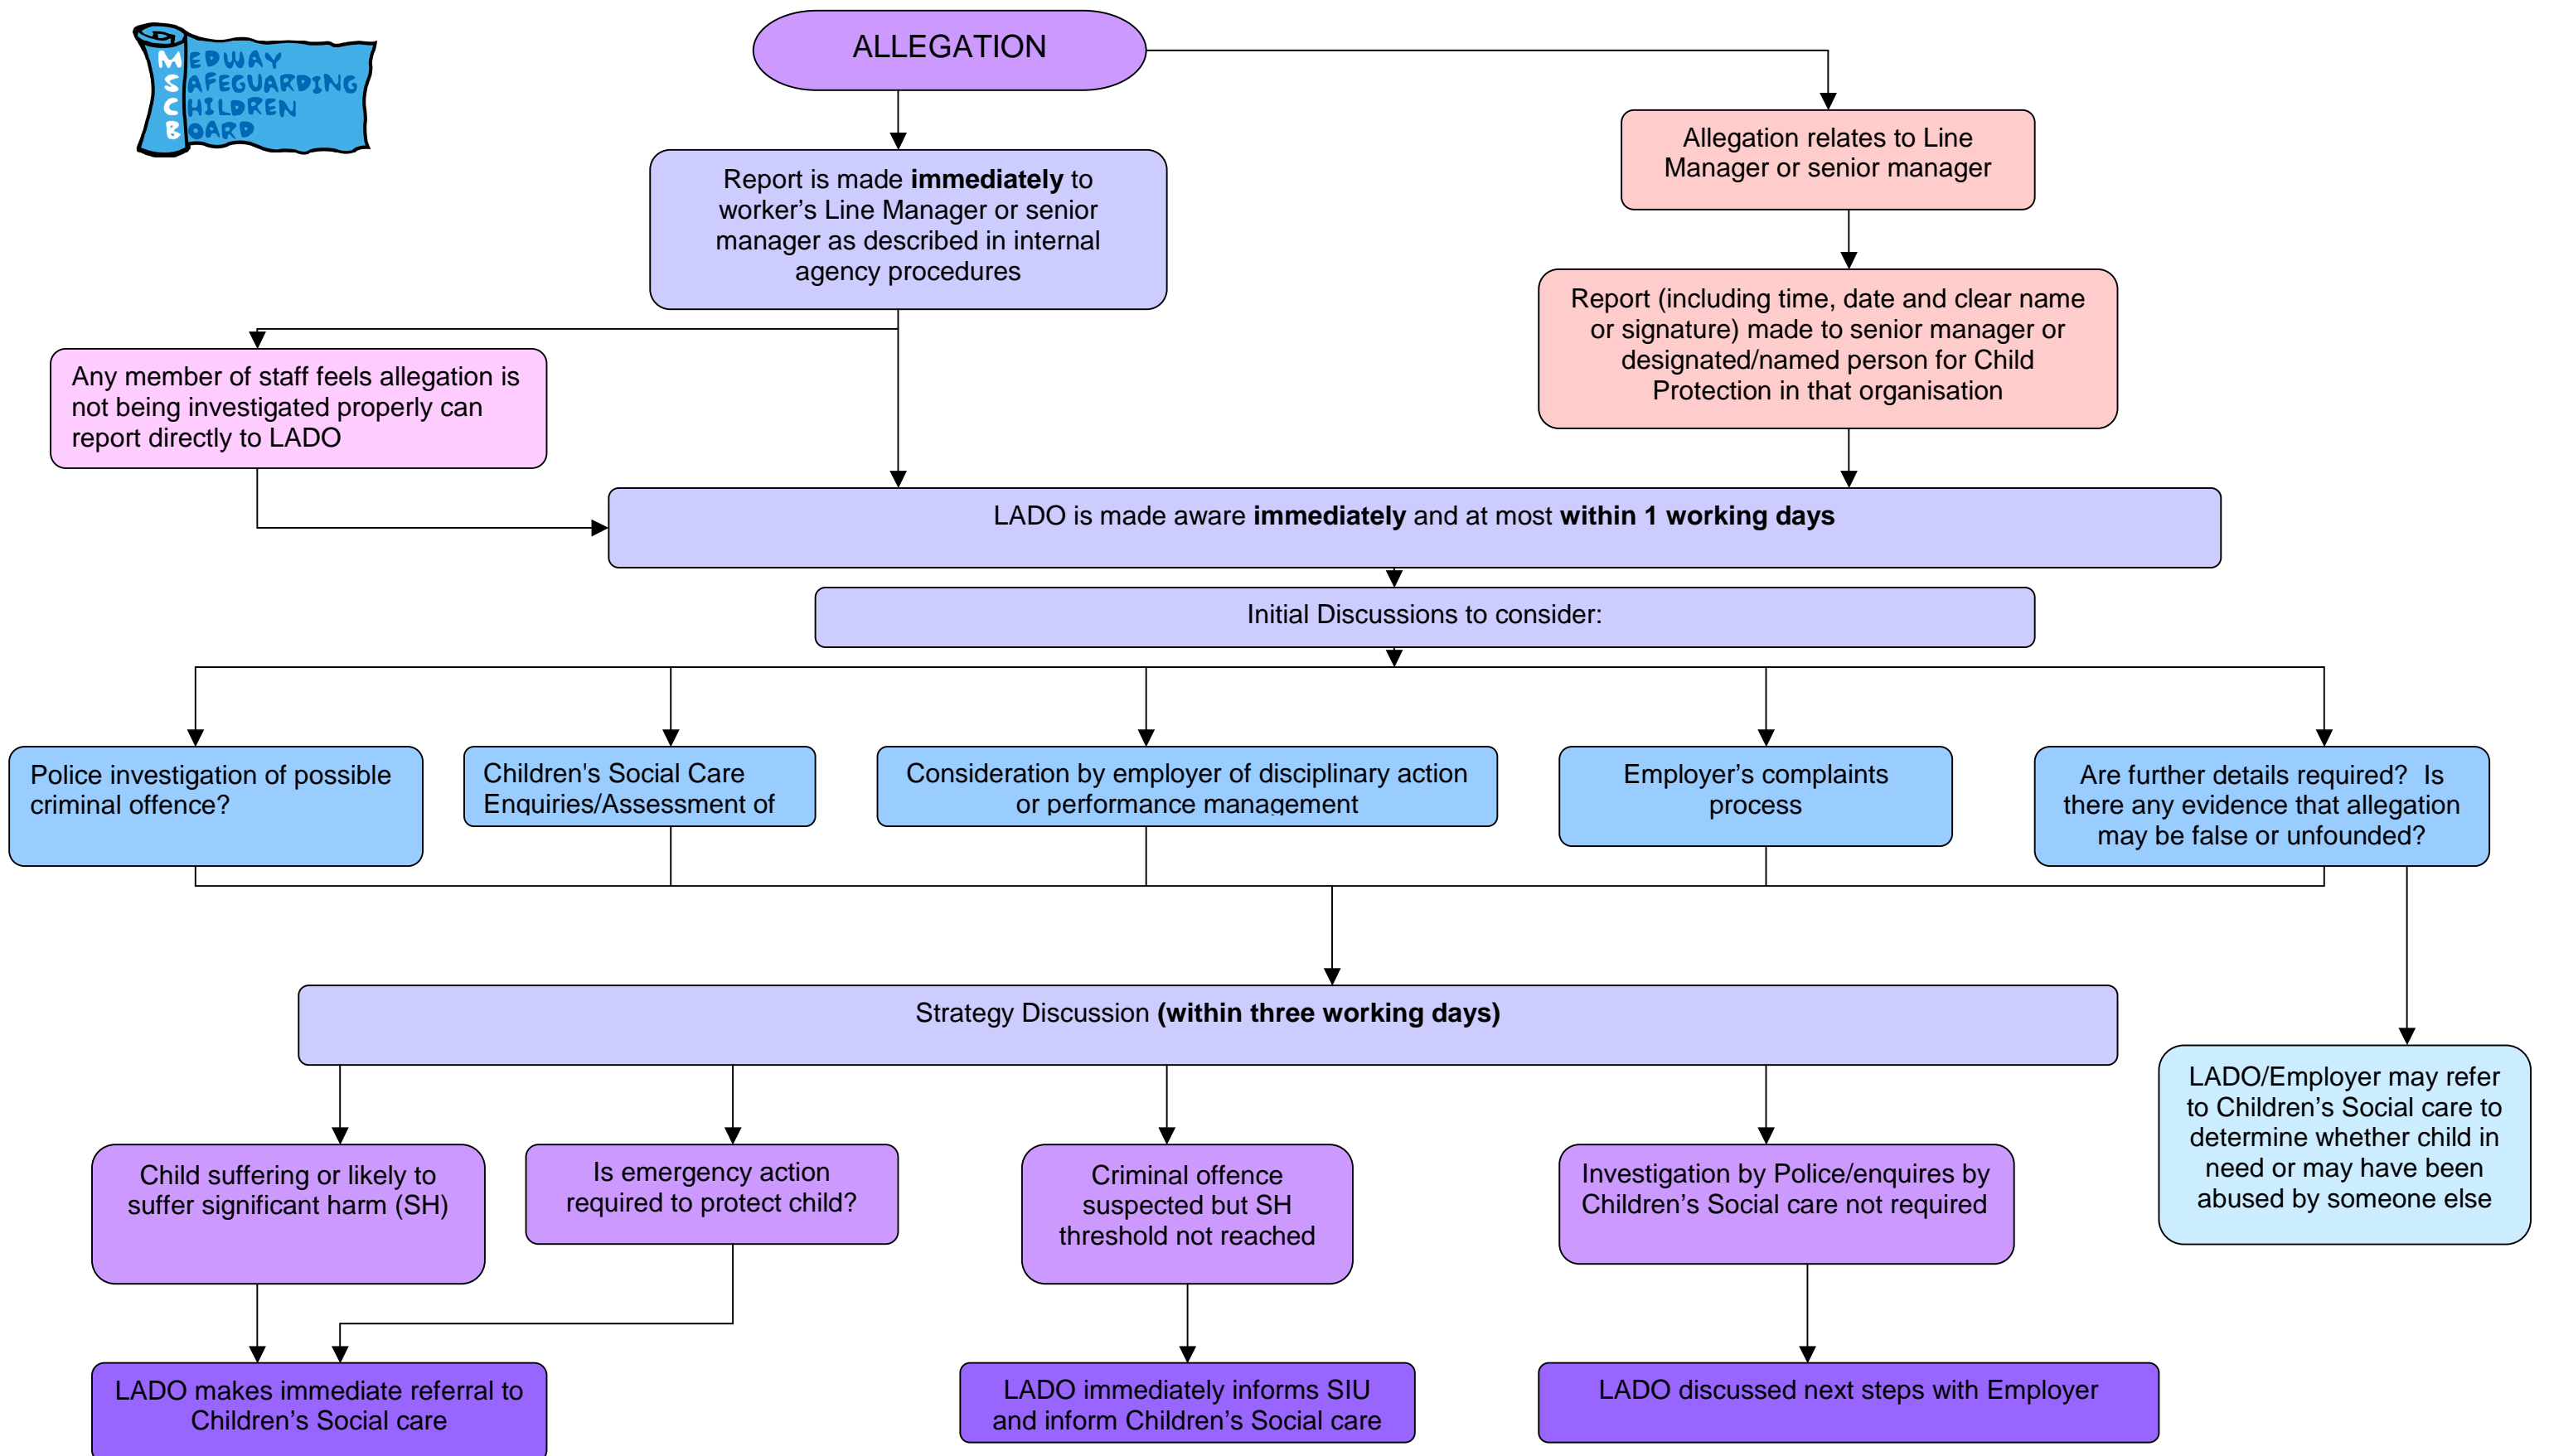 MEDWAY
SAFEGUARDING
CHILDREN
BOARD
ALLEGATION
Allegation relates to Line
Manager or senior manager
Report is made immediately to
worker’s Line Manager or senior
manager as described in internal
agency procedures
Report (including time, date and clear name
or signature) made to senior manager or
designated/named person for Child
Protection in that organisation
Any member of staff feels allegation is
not being investigated properly can
report directly to LADO
LADO is made aware immediately and at most within 1 working days
Initial Discussions to consider:
Police investigation of possible
criminal offence?
Children's Social Care
Enquiries/Assessment of
Consideration by employer of disciplinary action
or performance management
Employer’s complaints
process
Are further details required?  Is
there any evidence that allegation
may be false or unfounded?
Strategy Discussion (within three working days)
LADO/Employer may refer
to Children’s Social care to
determine whether child in
need or may have been
abused by someone else
Child suffering or likely to
suffer significant harm (SH)
Is emergency action
required to protect child?
Criminal offence
suspected but SH
threshold not reached
Investigation by Police/enquires by
Children’s Social care not required
LADO makes immediate referral to
Children’s Social care
LADO immediately informs SIU
and inform Children’s Social care
LADO discussed next steps with Employer